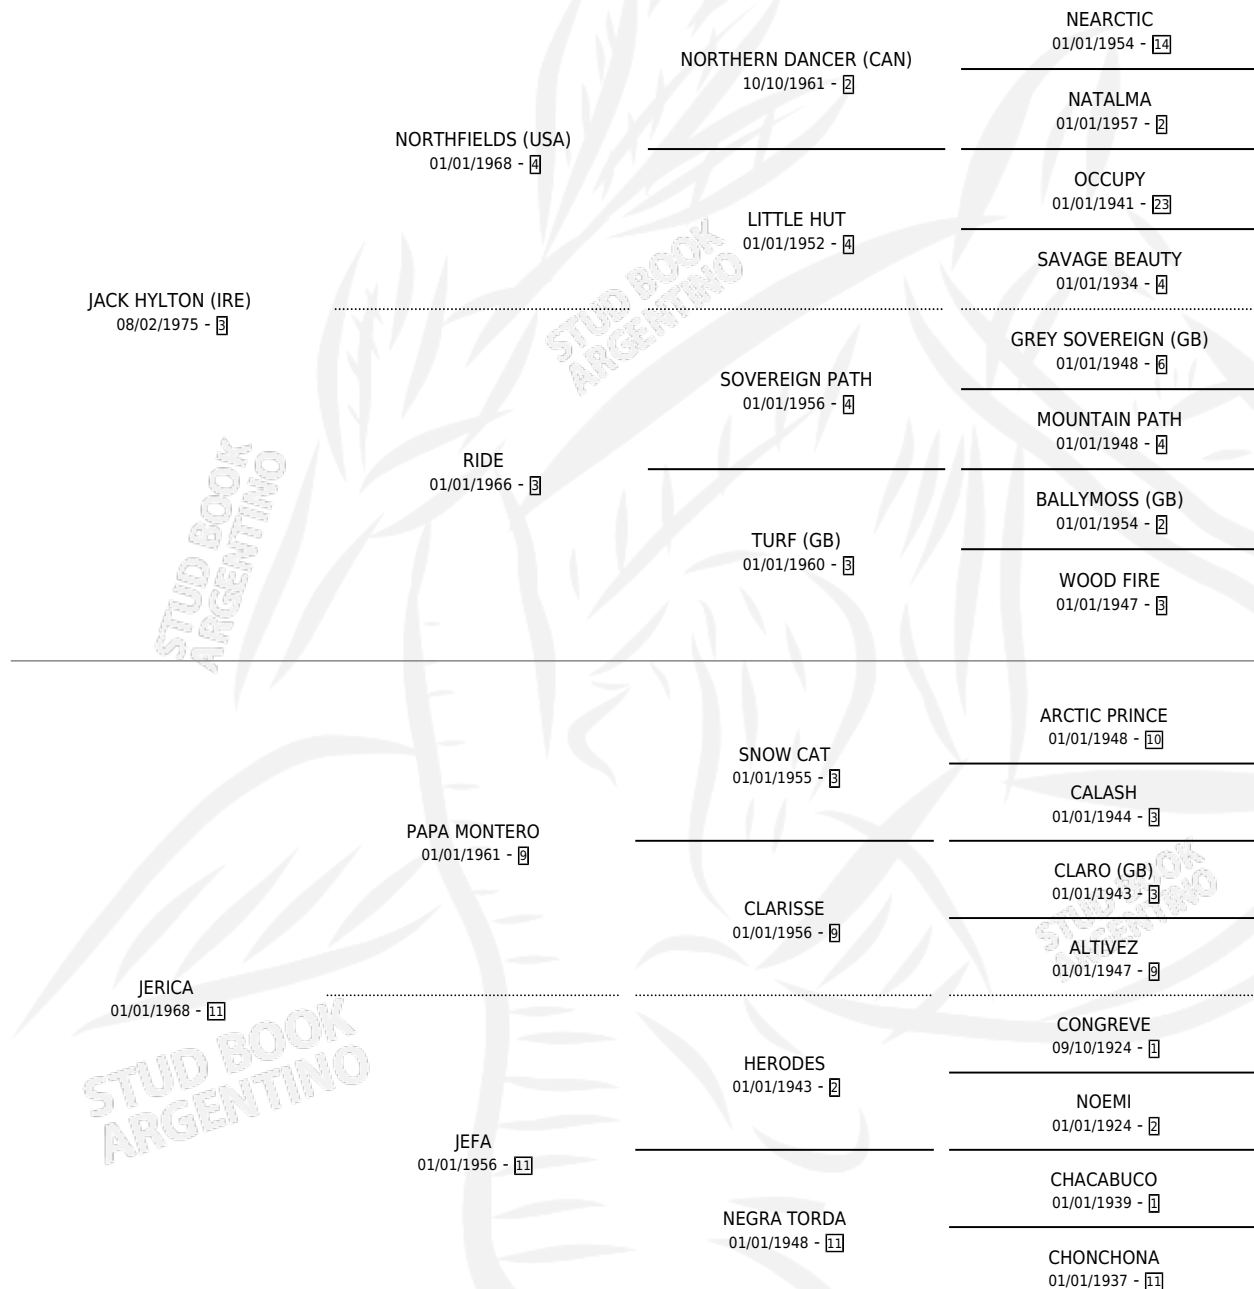 NEARCTIC
01/01/1954 - 14
NORTHERN DANCER (CAN)
10/10/1961 - 2
NATALMA
01/01/1957 - 2
NORTHFIELDS (USA)
01/01/1968 - 4
OCCUPY
01/01/1941 - 23
LITTLE HUT
01/01/1952 - 4
SAVAGE BEAUTY
01/01/1934 - 4
JACK HYLTON (IRE)
08/02/1975 - 3
GREY SOVEREIGN (GB)
01/01/1948 - 6
SOVEREIGN PATH
01/01/1956 - 4
MOUNTAIN PATH
01/01/1948 - 4
RIDE
01/01/1966 - 3
BALLYMOSS (GB)
01/01/1954 - 2
TURF (GB)
01/01/1960 - 3
WOOD FIRE
01/01/1947 - 3
ARCTIC PRINCE
01/01/1948 - 10
SNOW CAT
01/01/1955 - 3
CALASH
01/01/1944 - 3
PAPA MONTERO
01/01/1961 - 9
CLARO (GB)
01/01/1943 - 3
CLARISSE
01/01/1956 - 9
ALTIVEZ
01/01/1947 - 9
JERICA
01/01/1968 - 11
CONGREVE
09/10/1924 - 1
HERODES
01/01/1943 - 2
NOEMI
01/01/1924 - 2
JEFA
01/01/1956 - 11
CHACABUCO
01/01/1939 - 1
NEGRA TORDA
01/01/1948 - 11
CHONCHONA
01/01/1937 - 11
STUD BOOK
ARGENTINO
STUD BOOK
ARGENTINO
STUD BOOK
ARGENTINO
STUD BOOK
ARGENTINO